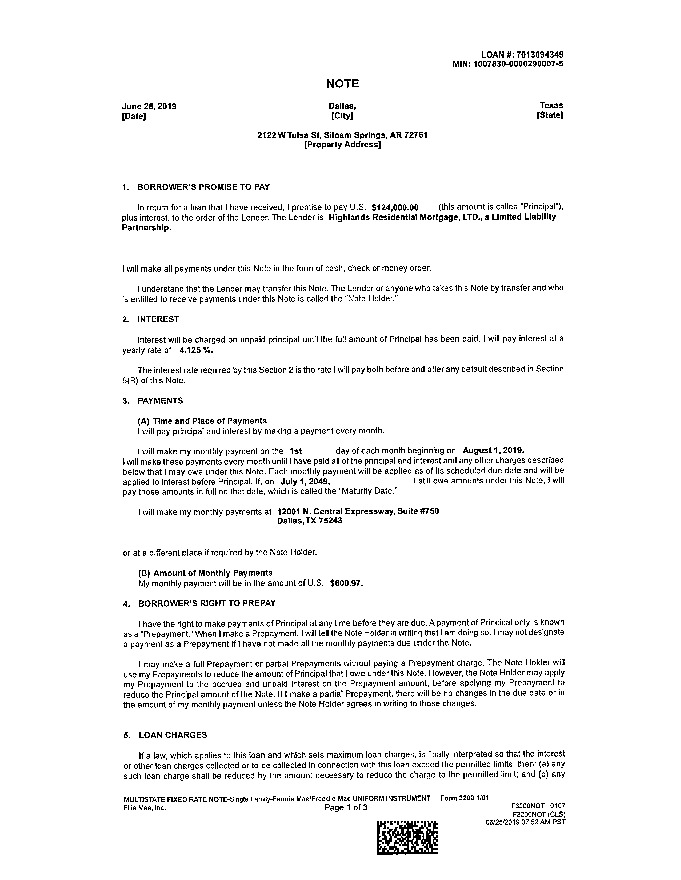 LOAN #: 7013094349
MIN: 1007830-0000290007-5
NOTE
June 26, 2019 Dallas, Texas
[Date] [City] [State]
2122 W Tulsa St, Siloam Springs, AR 72761
[Property Address]
1. BORROWER'S PROMISE TO PAY
In return for a loan that I have received, I promise to pay U.S. $124,000.00 (this amount is called "Principal"),
plus interest, to the order of the Lender. The Lender is Highlands Residential Mortgage, LTD., a Limited Liability
Partnership.
I will make all payments under this Note in the form of cash, check or money order.
I understand that the Lender may transfer this Note. The Lender or anyone who takes this Note by transfer and who
is entitled to receive payments under this Note is called the "Note Holder."
2. INTEREST
Interest will be charged on unpaid principal until the full amount of Principal has been paid. I will pay interest at a
yearly rate of 4.125 %.
The interest rate required by this Section 2 is the rate I will pay both before and after any default described in Section
6(B) of this Note.
3. PAYMENTS
(A) Time and Place of Payments
I will pay principal and interest by making a payment every month.
I will make my monthly payment on the 1st day of each month beginning on August 1, 2019.
I will make these payments every month until I have paid all of the principal and interest and any other charges described
below that I may owe under this Note. Each monthly payment will be applied as of its scheduled due date and will be
applied to interest before Principal. If, on July 1, 2049, I still owe amounts under this Note, I will
pay those amounts in full on that date, which is called the "Maturity Date."
I will make my monthly payments at 12001 N. Central Expressway, Suite #750
Dallas, TX 75243
or at a different place if required by the Note Holder.
(B) Amount of Monthly Payments
My monthly payment will be in the amount of U.S. $600.97.
4. BORROWER'S RIGHT TO PREPAY
I have the right to make payments of Principal at any time before they are due. A payment of Principal only is known
as a "Prepayment." When I make a Prepayment, I will tell the Note Holder in writing that I am doing so. I may not designate
a payment as a Prepayment if I have not made all the monthly payments due under the Note.
I may make a full Prepayment or partial Prepayments without paying a Prepayment charge. The Note Holder will
use my Prepayments to reduce the amount of Principal that I owe under this Note. However, the Note Holder may apply
my Prepayment to the accrued and unpaid interest on the Prepayment amount, before applying my Prepayment to
reduce the Principal amount of the Note. If I make a partial Prepayment, there will be no changes in the due date or in
the amount of my monthly payment unless the Note Holder agrees in writing to those changes.
5. LOAN CHARGES
If a law, which applies to this loan and which sets maximum loan charges, is finally interpreted so that the interest
or other loan charges collected or to be collected in connection with this loan exceed the permitted limits, then: (a) any
such loan charge shall be reduced by the amount necessary to reduce the charge to the permitted limit; and (b) any
MULTISTATE FIXED RATE NOTE-Single Family-Fannie Mae/Freddie Mac UNIFORM INSTRUMENT Form 3200 1/01
Ellie Mae, Inc. Page 1 of 3 F3200NOT 0107
F3200NOT (CLS)
06/25/2019 07:53 AM PST